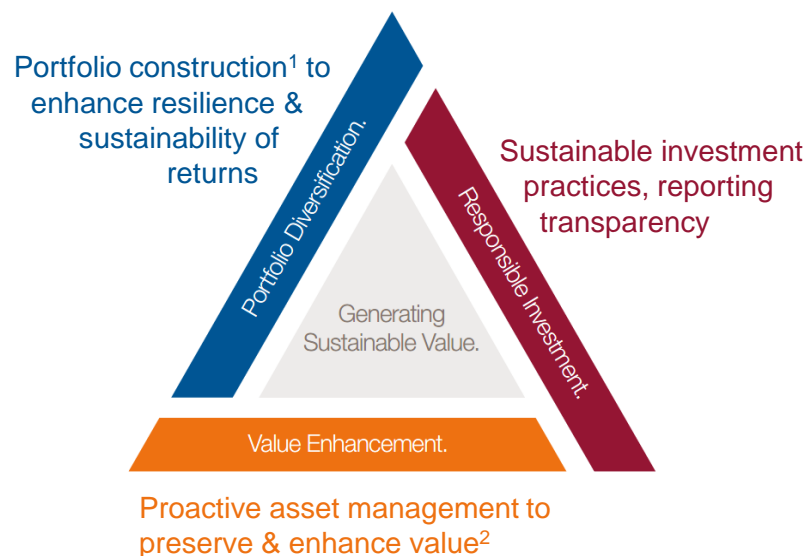 Portfolio construction¹ to
enhance resilience &
sustainability of
returns
Portfolio Diversification.
Sustainable investment
practices, reporting
transparency
Responsible Investment.
Generating
Sustainable Value.
Value Enhancement.
Proactive asset management to
preserve & enhance value²